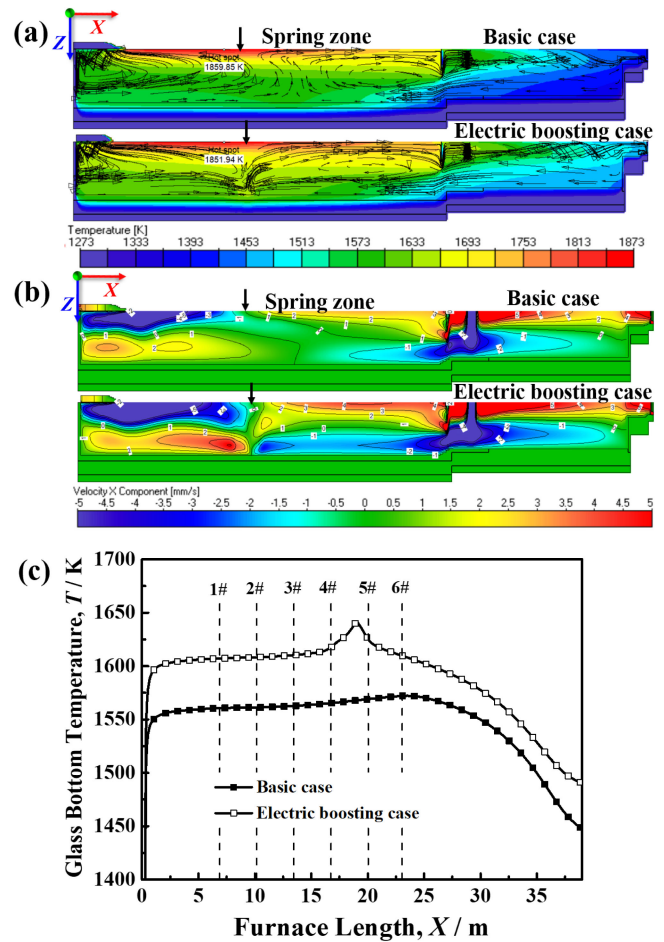 (a)
X
Z
Spring zone
Basic case
Hot spot
1859.85 K
Electric boosting case
Hot spot
1851.94 K
Temperature [K]
1273 1333 1393 1453 1513 1573 1633 1693 1753 1813 1873
(b)
X
Z
Spring zone
Basic case
Electric boosting case
Velocity X Component [mm/s]
-5 -4.5 -4 -3.5 -3 -2.5 -2 -1.5 -1 -0.5 0 0.5 1 1.5 2 2.5 3 3.5 4 4.5 5
(c)
Glass Bottom Temperature, T / K
1700
1650
1600
1550
1500
1450
1400
1# 2# 3# 4# 5# 6#
Basic case
Electric boosting case
0 5 10 15 20 25 30 35
Furnace Length, X / m